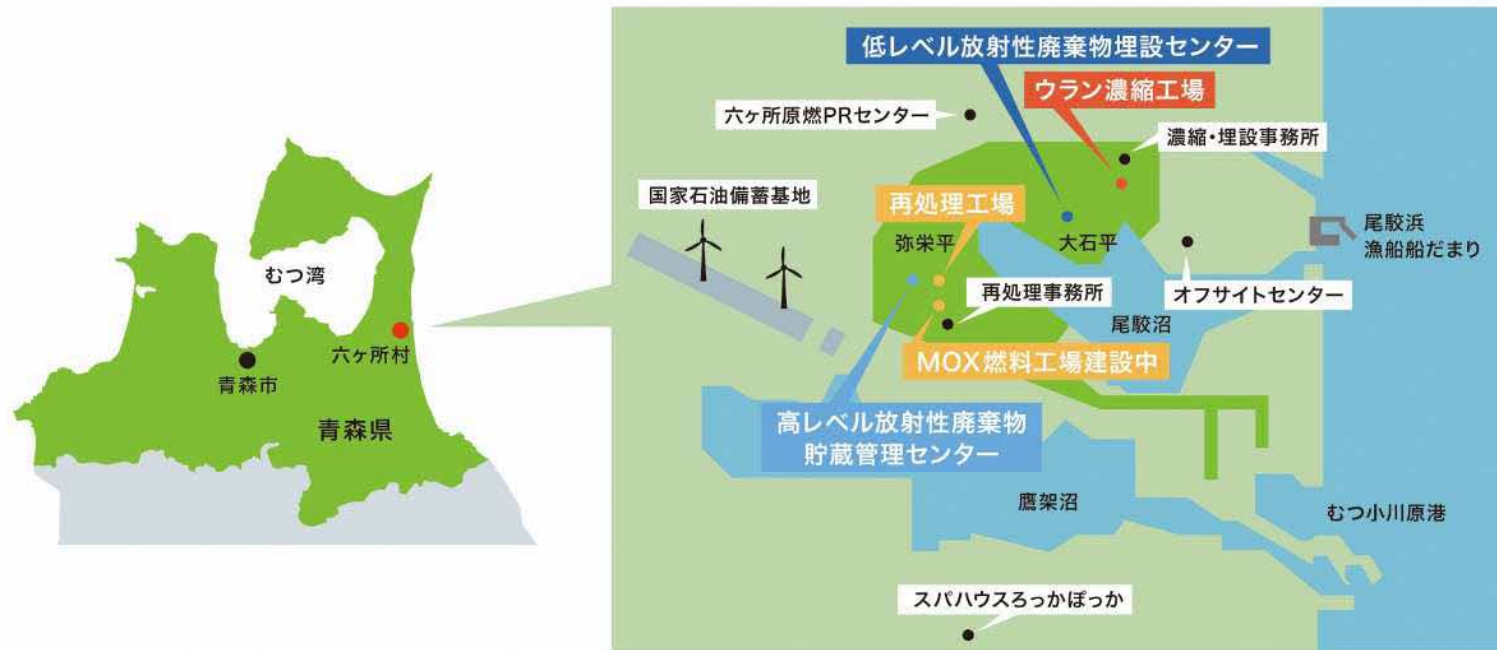 むつ湾
六ヶ所村
青森市
青森県
低レベル放射性廃棄物埋設センター
ウラン濃縮工場
六ヶ所原燃PRセンター
濃縮・埋設事務所
国家石油備蓄基地
再処理工場
弥栄平
大石平
尾駮浜
漁船船だまり
再処理事務所
オフサイトセンター
尾駮沼
MOX燃料工場建設中
高レベル放射性廃棄物
貯蔵管理センター
鷹架沼
むつ小川原港
スパハウスろっかぽっか